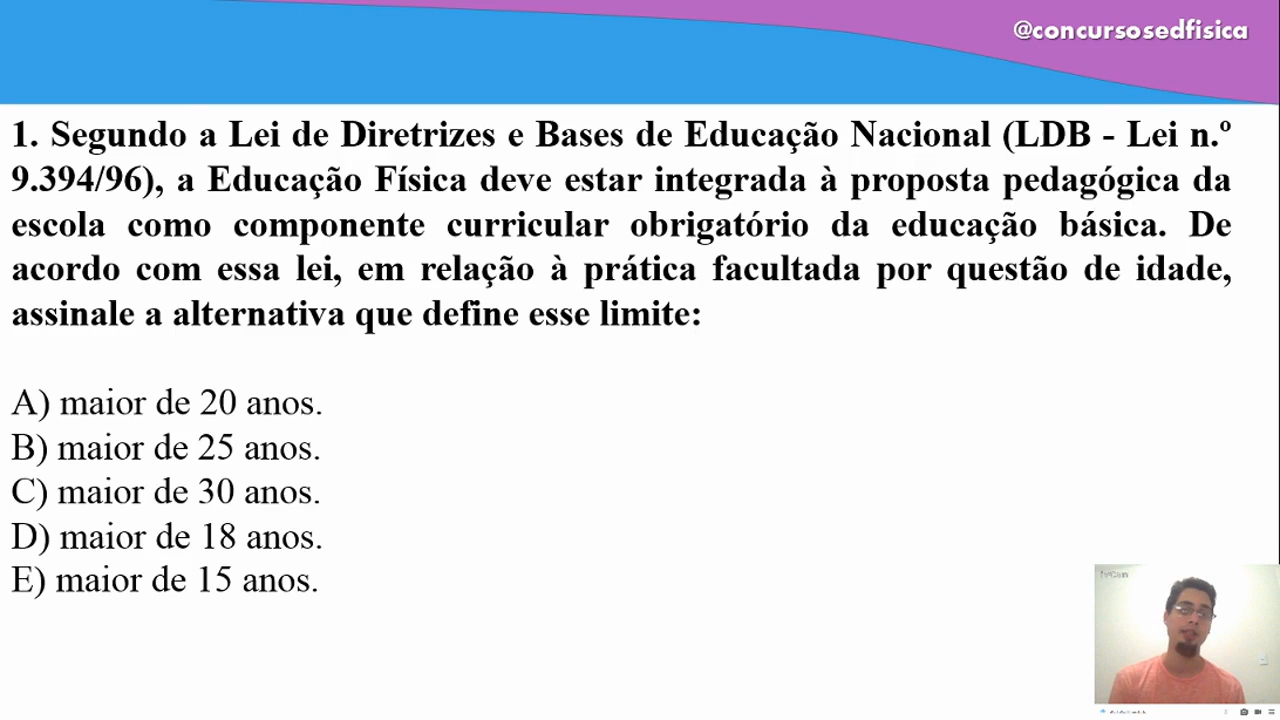 @concursosedfisica
1. Segundo a Lei de Diretrizes e Bases de Educação Nacional (LDB - Lei n.º
9.394/96), a Educação Física deve estar integrada à proposta pedagógica da
escola como componente curricular obrigatório da educação básica. De
acordo com essa lei, em relação à prática facultada por questão de idade,
assinale a alternativa que define esse limite:
A) maior de 20 anos.
B) maior de 25 anos.
C) maior de 30 anos.
D) maior de 18 anos.
E) maior de 15 anos.